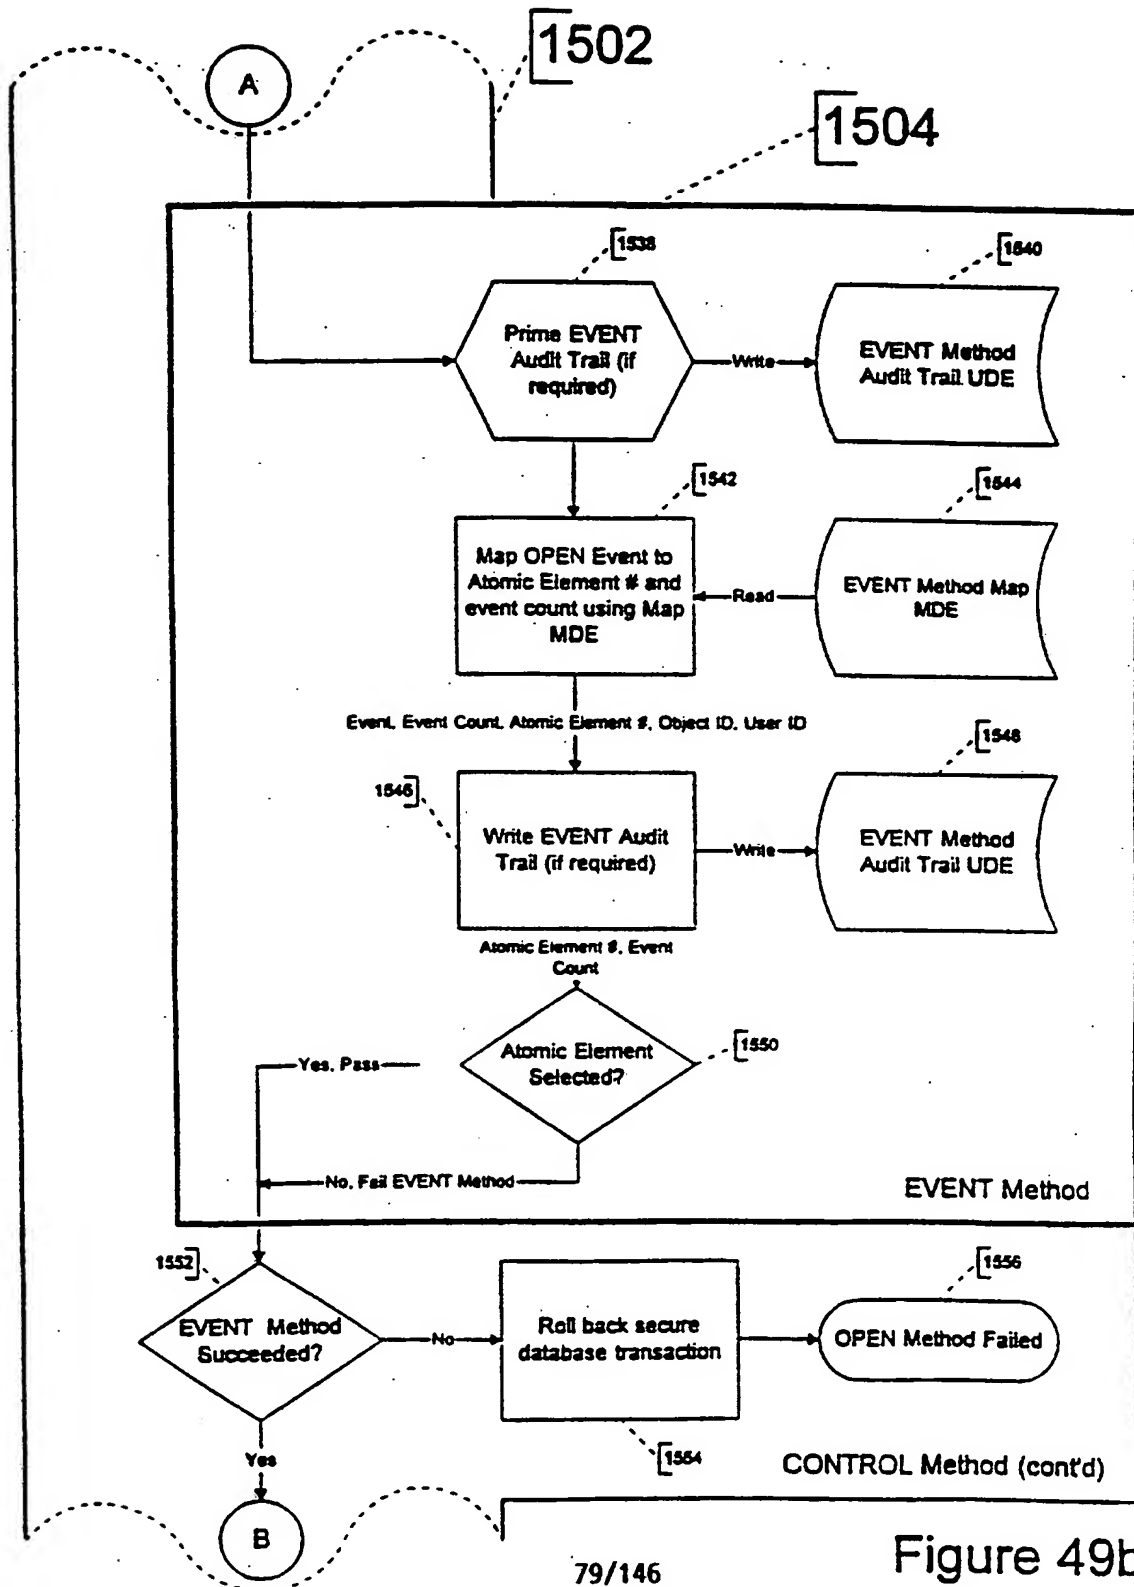 1502
A
1504
1538
1540
Prime EVENT
Audit Trail (if
required)
Write
EVENT Method
Audit Trail UDE
1542
1544
Map OPEN Event to
Atomic Element # and
event count using Map
MDE
Read
EVENT Method Map
MDE
Event, Event Count, Atomic Element #, Object ID, User ID
1546
1548
Write EVENT Audit
Trail (if required)
Write
EVENT Method
Audit Trail UDE
Atomic Element #, Event
Count
Atomic Element
Selected?
1550
Yes, Pass
No, Fail EVENT Method
EVENT Method
1552
1556
EVENT Method
Succeeded?
No
Roll back secure
database transaction
OPEN Method Failed
Yes
1554
CONTROL Method (cont'd)
B
79/146
Figure 49b